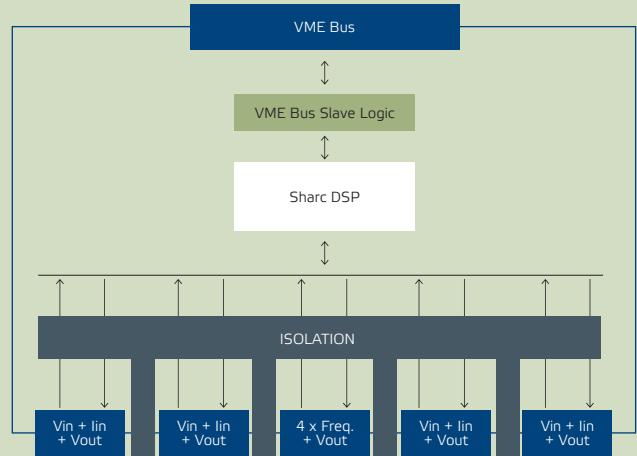 VME Bus
VME Bus Slave Logic
Sharc DSP
ISOLATION
Vin + Iin
+ Vout
Vin + Iin
+ Vout
4 x Freq.
+ Vout
Vin + Iin
+ Vout
Vin + Iin
+ Vout